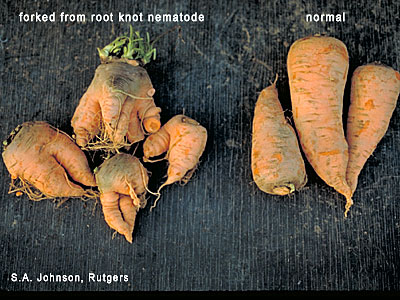 forked from root knot nematode
normal
S.A. Johnson, Rutgers